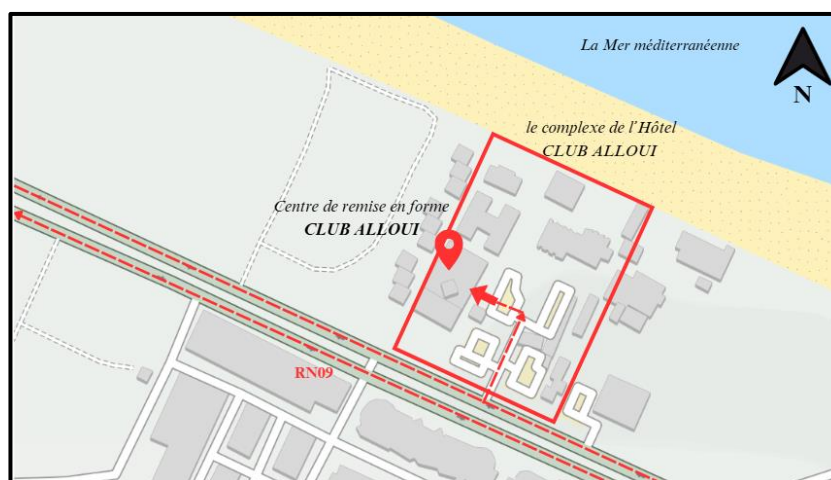 La Mer méditerranéenne
N
le complexe de l'Hôtel
CLUB ALLOUI
Centre de remise en forme
CLUB ALLOUI
RN09